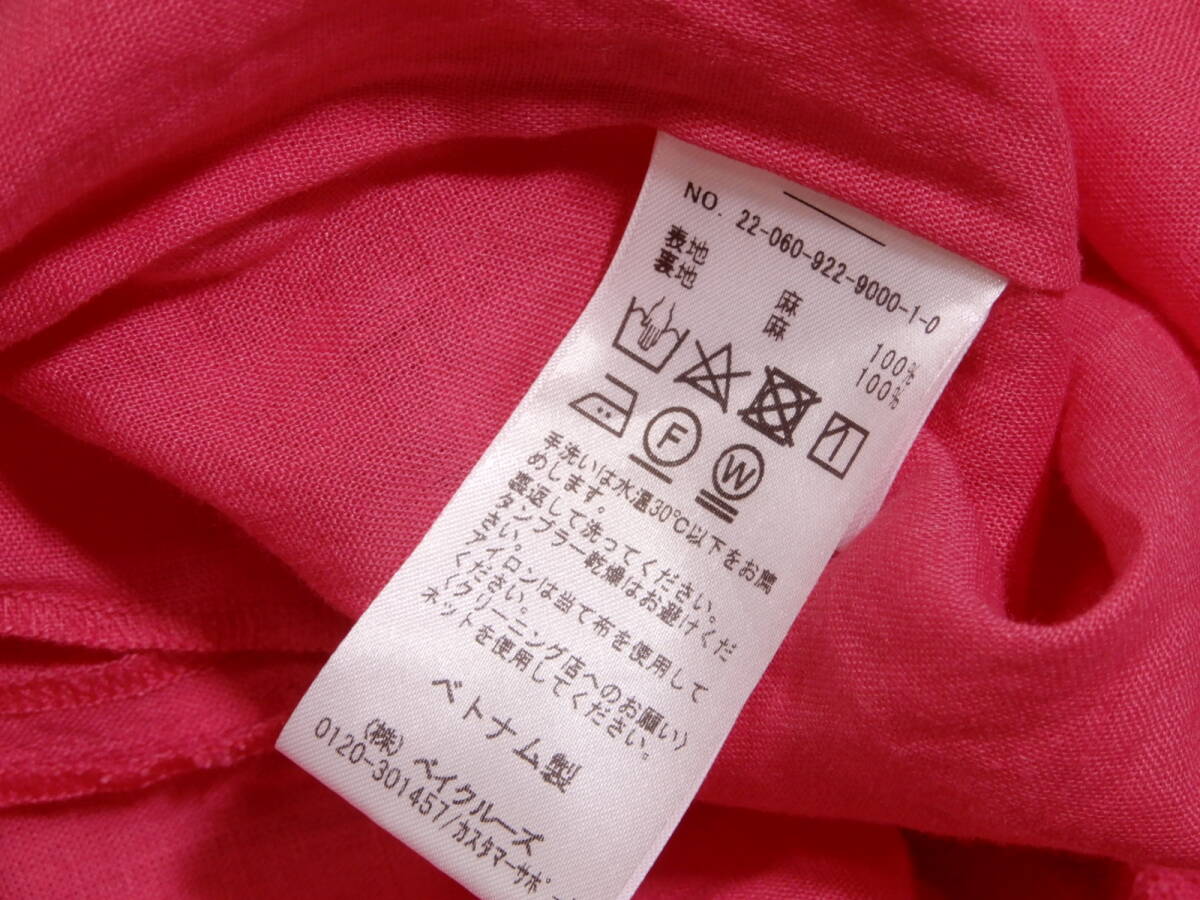 NO. 22-060-922-9000-1-0
表地 麻 100%
裏地 麻 100%
F W
手洗いは水温30℃以下をお薦
めします。
裏返して洗ってください。
タンブラー乾燥はお避けくだ
さい。
アイロンは当て布を使用して
ください。
〈クリーニング店へのお願い〉
ネットを使用してください。
ベトナム製
(株) ベイクルーズ
0120-301457/カスタマーサポ